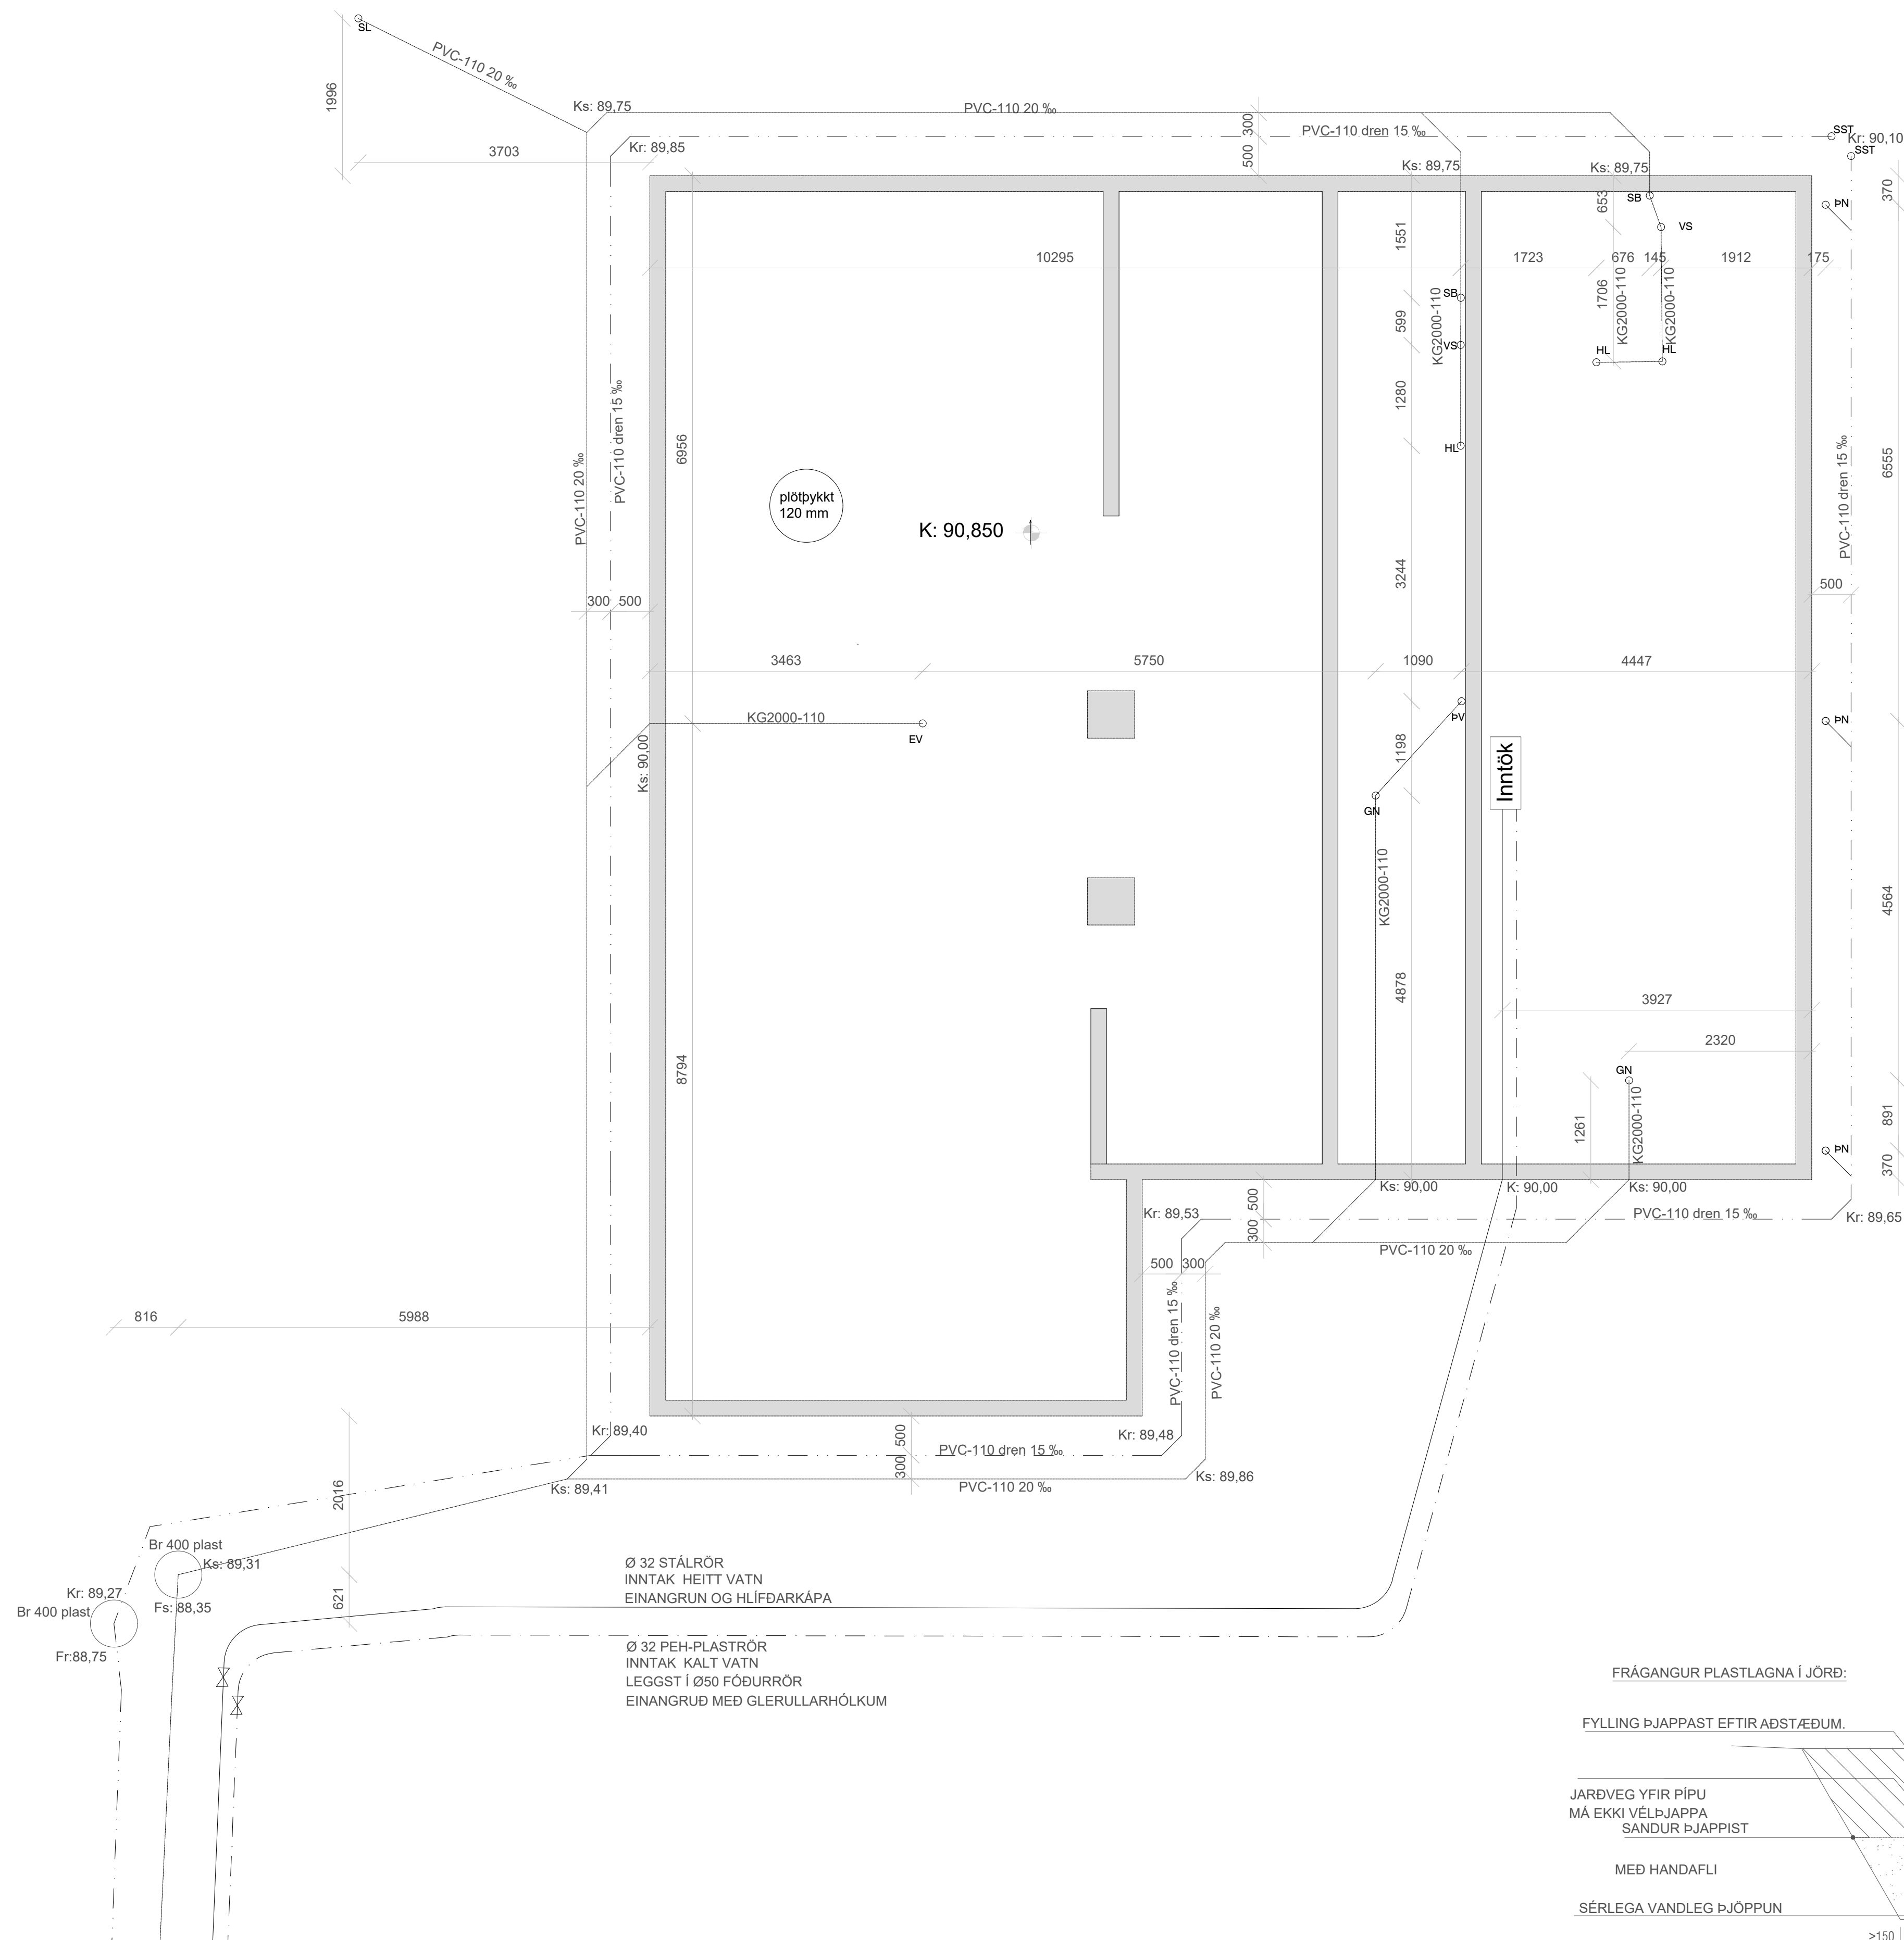 SL
PVC-110 20 ‰
1996
3703
Ks: 89,75
PVC-110 20 ‰
300
500
PVC-110 dren 15 ‰
Kr: 89,85
SST
Kr: 90,10
SST
Ks: 89,75
Ks: 89,75
SB
653
VS
ÞN
370
10295
1551
1723
676
145
1912
175
1706
KG2000-110
KG2000-110
SB
599
KG2000-110
VS
HL
HL
1280
HL
6956
PVC-110 20 ‰
PVC-110 dren 15 ‰
plötþykkt
120 mm
K: 90,850
3244
6555
PVC-110 dren 15 ‰
300
500
500
3463
5750
1090
4447
KG2000-110
EV
Ks: 90,00
ÞV
ÞN
1198
Inntök
GN
KG2000-110
4564
4878
3927
2320
8794
GN
KG2000-110
1261
891
ÞN
370
Ks: 90,00
K: 90,00
Ks: 90,00
500
300
Kr: 89,53
PVC-110 dren 15 ‰
Kr: 89,65
PVC-110 20 ‰
500
300
PVC-110 dren 15 ‰
PVC-110 20 ‰
816
5988
Kr: 89,40
Kr: 89,48
500
300
PVC-110 dren 15 ‰
Ks: 89,86
PVC-110 20 ‰
Ks: 89,41
2016
621
Br 400 plast
Ks: 89,31
Kr: 89,27
Br 400 plast
Fs: 88,35
Fr:88,75
Ø 32 STÁLRÖR
INNTAK HEITT VATN
EINANGRUN OG HLÍFÐARKÁPA
Ø 32 PEH-PLASTRÖR
INNTAK KALT VATN
LEGGST Í Ø50 FÓÐURRÖR
EINANGRUÐ MEÐ GLERULLARHÓLKUM
FRÁGANGUR PLASTLAGNA Í JÖRÐ:
FYLLING ÞJAPPAST EFTIR AÐSTÆÐUM.
JARÐVEG YFIR PÍPU
MÁ EKKI VÉLÞJAPPA
SANDUR ÞJAPPIST
MEÐ HANDAFLI
SÉRLEGA VANDLEG ÞJÖPPUN
>150